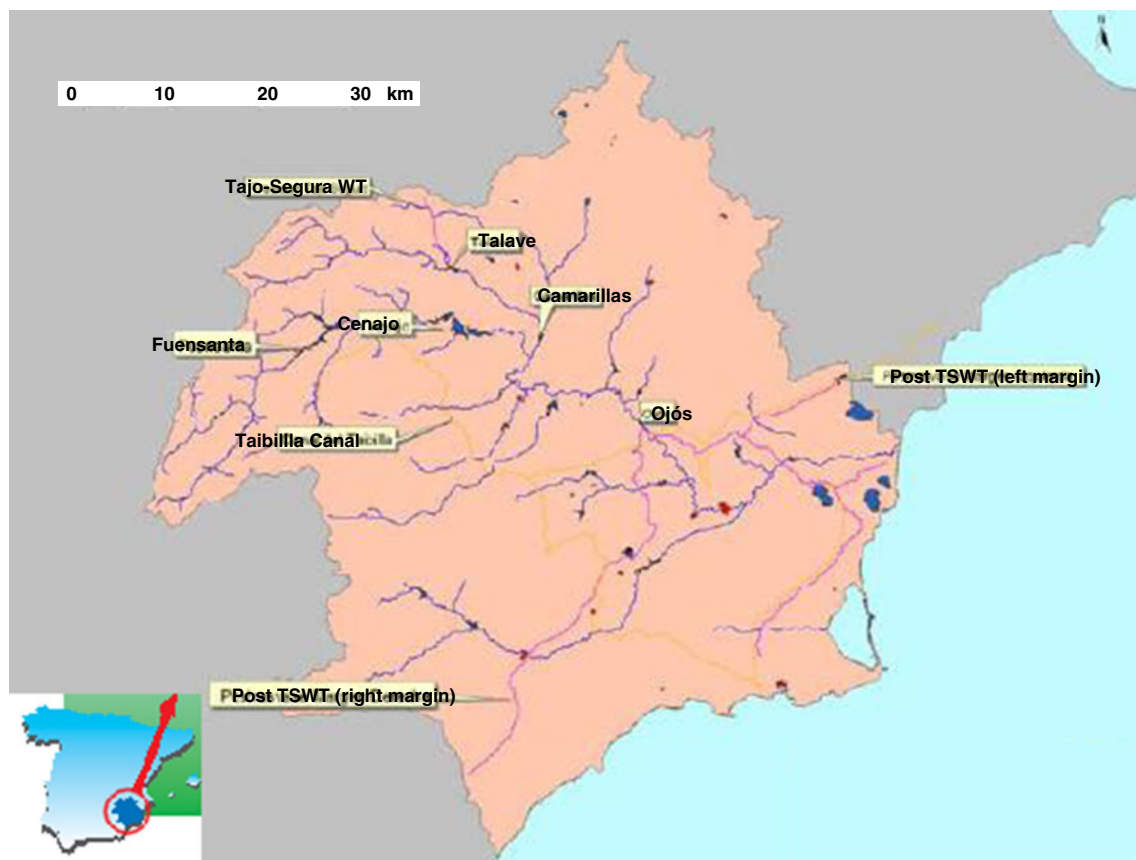 N
0 10 20 30 km
Tajo-Segura WT
Talave
Camarillas
Cenajo
Fuensanta
Post TSWT (left margin)
Ojós
Taibilla Canal
Post TSWT (right margin)